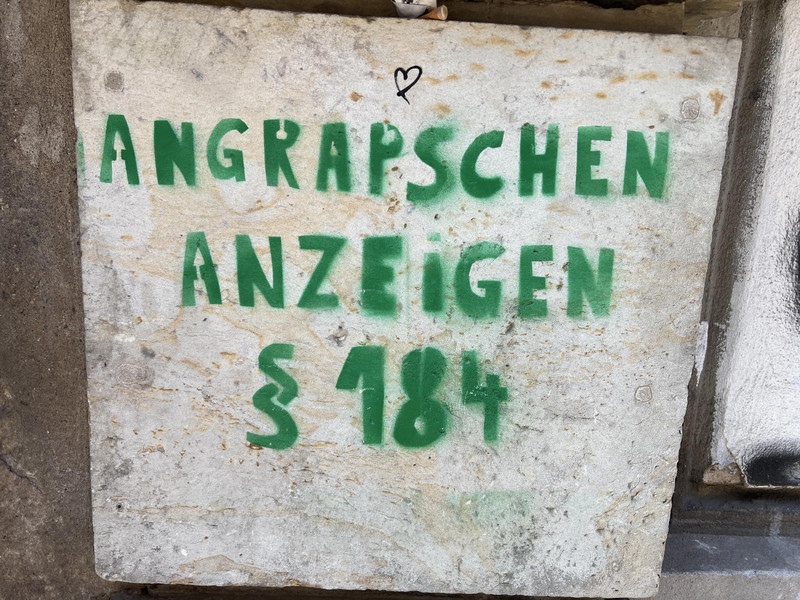 ANGRAPSCHEN
ANZEiGEN
§ 184